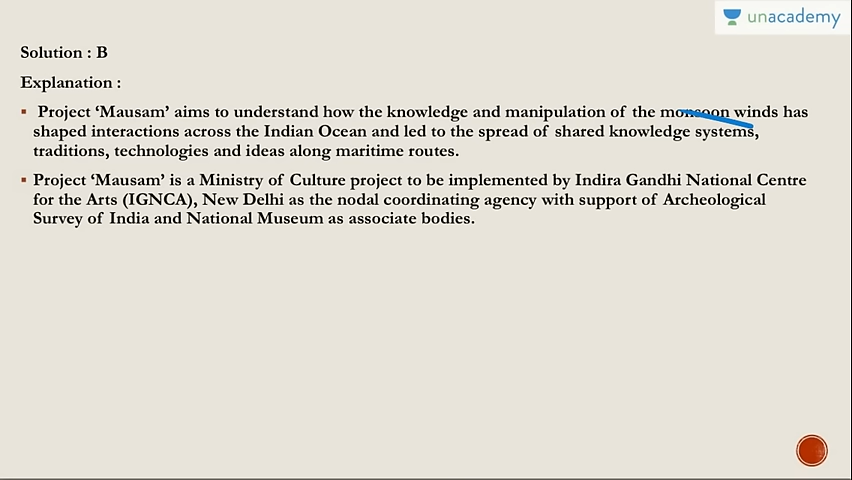 unacademy
Solution : B
Explanation :
Project ‘Mausam’ aims to understand how the knowledge and manipulation of the monsoon winds has
shaped interactions across the Indian Ocean and led to the spread of shared knowledge systems,
traditions, technologies and ideas along maritime routes.
Project ‘Mausam’ is a Ministry of Culture project to be implemented by Indira Gandhi National Centre
for the Arts (IGNCA), New Delhi as the nodal coordinating agency with support of Archeological
Survey of India and National Museum as associate bodies.